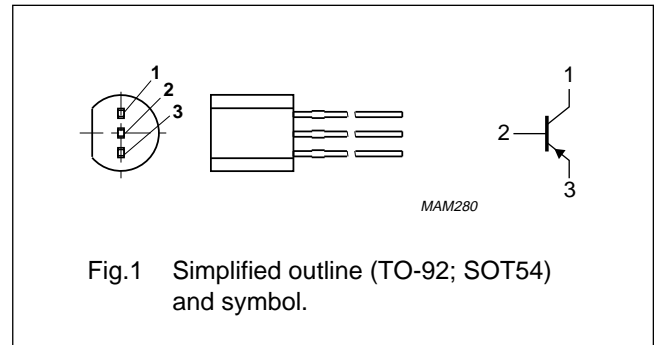 1
2
3
1
2
3
MAM280
Fig.1 Simplified outline (TO-92; SOT54)
and symbol.